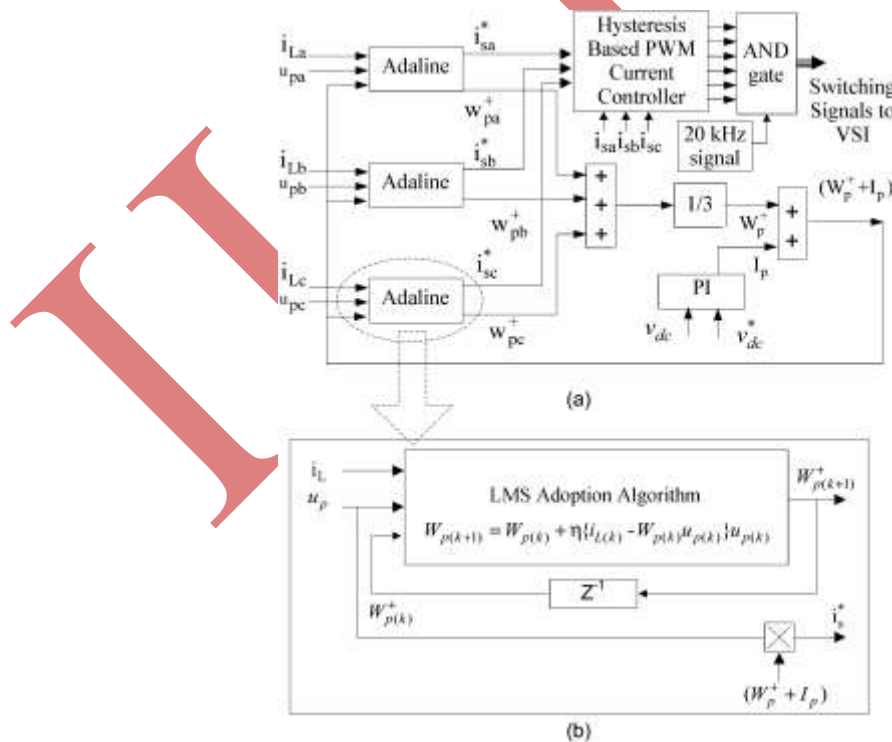 i_La
u_pa
Adaline
i*_sa
w+_pa
Hysteresis
Based PWM
Current
Controller
AND
gate
Switching
Signals to
VSI
i_sa i_sb i_sc
20 kHz
signal
i_Lb
u_pb
Adaline
i*_sb
w+_pb
+
+
+
1/3
W+_p
+
+
(W+_p+I_p)
I_p
PI
v_dc
v*_dc
i_Lc
u_pc
Adaline
i*_sc
w+_pc
(a)
i_L
u_p
LMS Adoption Algorithm
W_p(k+1) = W_p(k) + η{i_L(k) -W_p(k)u_p(k)}u_p(k)
W+_p(k+1)
Z^-1
W+_p(k)
i*_s
(W+_p + I_p)
(b)